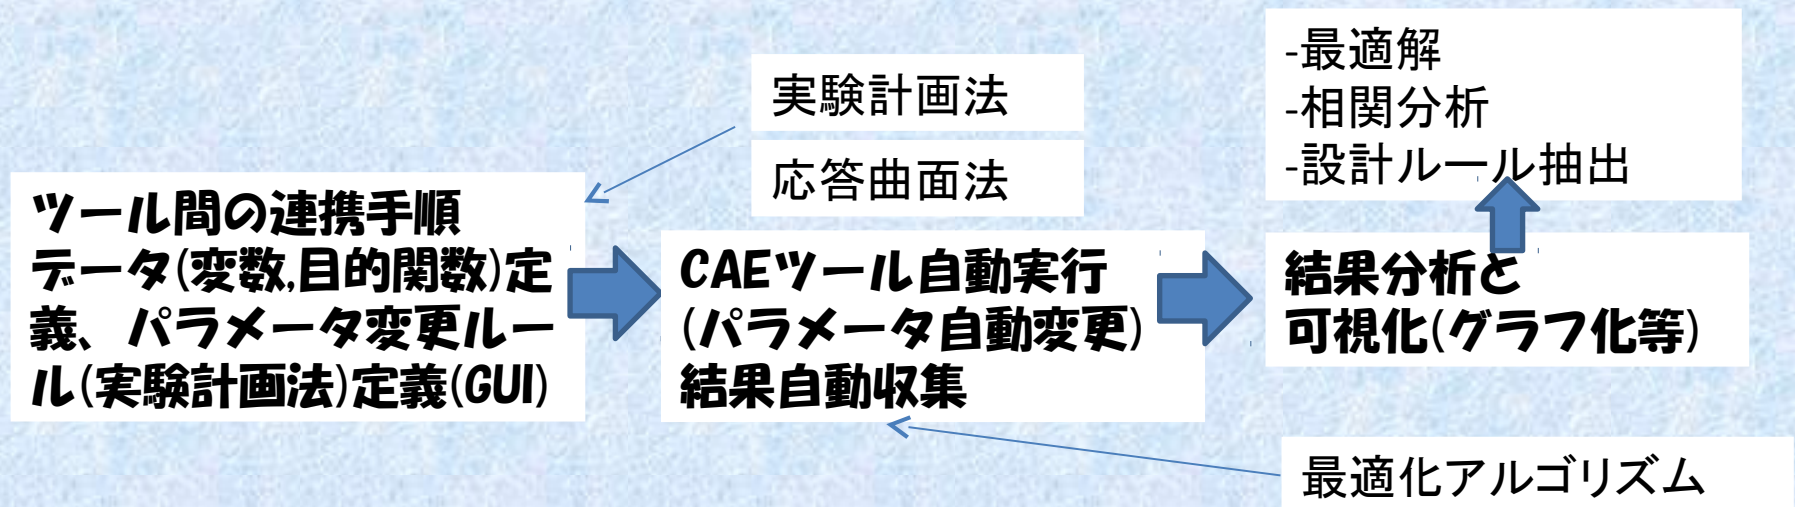 実験計画法
応答曲面法
ツール間の連携手順
データ(変数,目的関数)定
義、パラメータ変更ルー
ル(実験計画法)定義(GUI)
CAEツール自動実行
(パラメータ自動変更)
結果自動収集
-最適解
-相関分析
-設計ルール抽出
結果分析と
可視化(グラフ化等)
最適化アルゴリズム